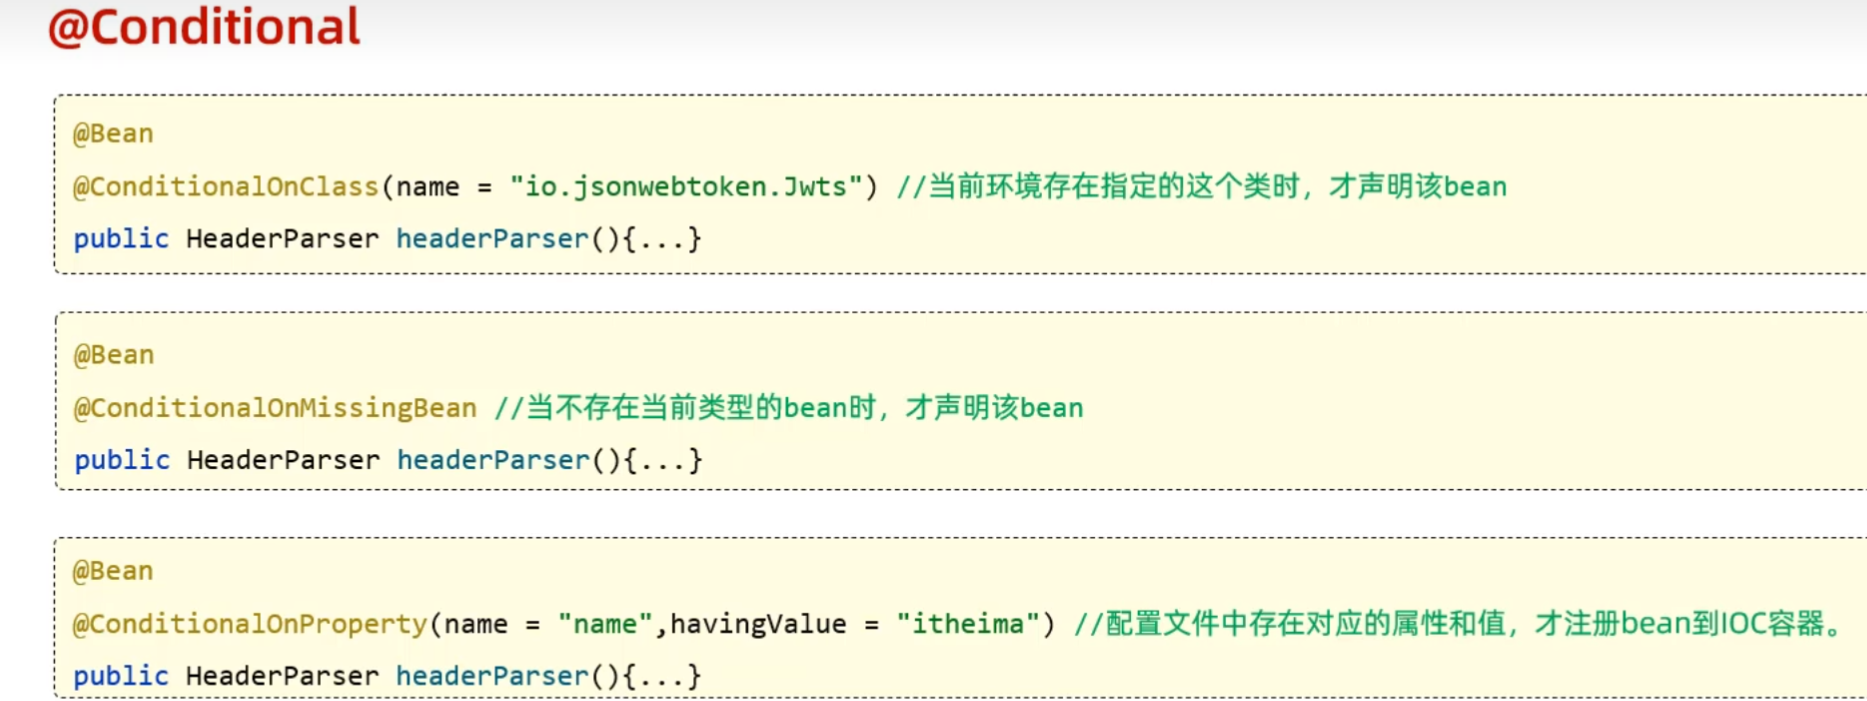 @Conditional
@Bean
@ConditionalOnClass(name = "io.jsonwebtoken.Jwts") //当前环境存在指定的这个类时，才声明该bean
public HeaderParser headerParser(){...}
@Bean
@ConditionalOnMissingBean //当不存在当前类型的bean时，才声明该bean
public HeaderParser headerParser(){...}
@Bean
@ConditionalOnProperty(name = "name",havingValue = "itheima") //配置文件中存在对应的属性和值，才注册bean到IOC容器。
public HeaderParser headerParser(){...}